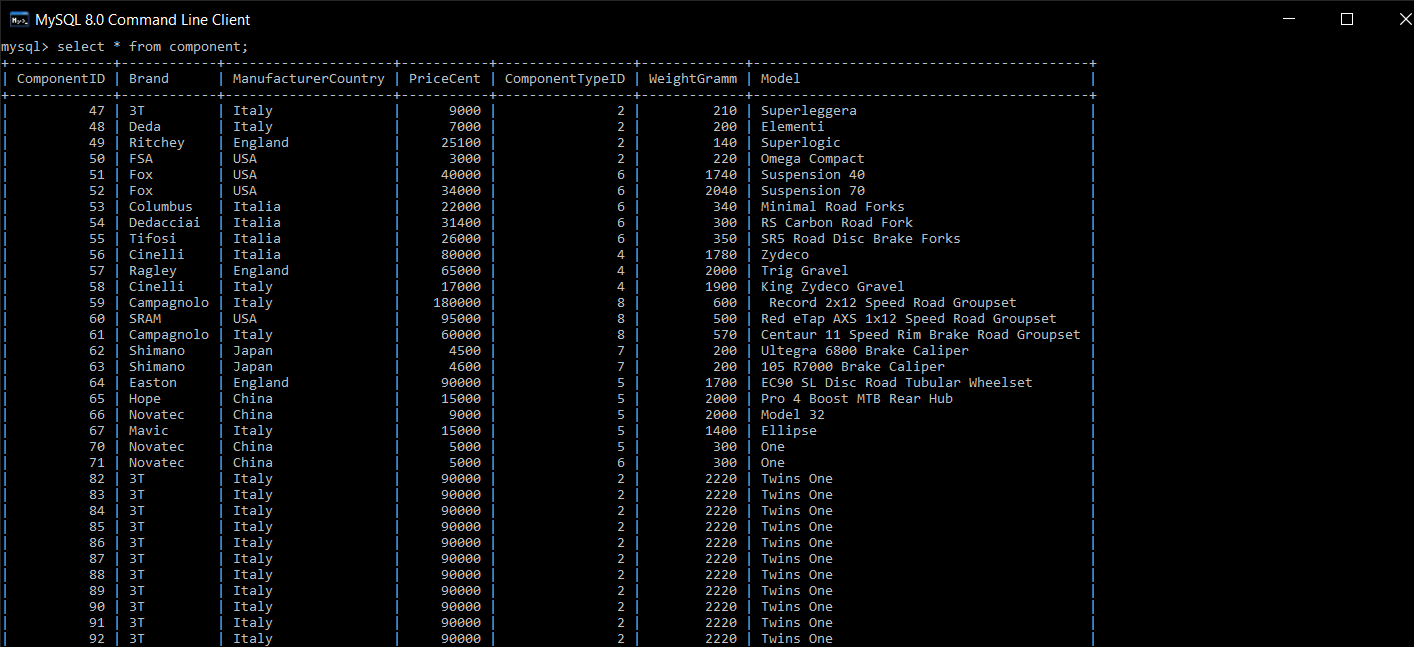 MySQL 8.0 Command Line Client
mysql> select * from component;
+-------------+------------+---------------------+-----------+-----------------+-------------+------------------------------------------+
| ComponentID | Brand      | ManufacturerCountry | PriceCent | ComponentTypeID | WeightGramm | Model                                    |
+-------------+------------+---------------------+-----------+-----------------+-------------+------------------------------------------+
|          47 | 3T         | Italy               |      9000 |               2 |         210 | Superleggera                             |
|          48 | Deda       | Italy               |      7000 |               2 |         200 | Elementi                                 |
|          49 | Ritchey    | England             |     25100 |               2 |         140 | Superlogic                               |
|          50 | FSA        | USA                 |      3000 |               2 |         220 | Omega Compact                            |
|          51 | Fox        | USA                 |     40000 |               6 |        1740 | Suspension 40                            |
|          52 | Fox        | USA                 |     34000 |               6 |        2040 | Suspension 70                            |
|          53 | Columbus   | Italia              |     22000 |               6 |         340 | Minimal Road Forks                       |
|          54 | Dedacciai  | Italia              |     31400 |               6 |         300 | RS Carbon Road Fork                      |
|          55 | Tifosi     | Italia              |     26000 |               6 |         350 | SR5 Road Disc Brake Forks                |
|          56 | Cinelli    | Italia              |     80000 |               4 |        1780 | Zydeco                                   |
|          57 | Ragley     | England             |     65000 |               4 |        2000 | Trig Gravel                              |
|          58 | Cinelli    | Italy               |     17000 |               4 |        1900 | King Zydeco Gravel                       |
|          59 | Campagnolo | Italy               |    180000 |               8 |         600 |  Record 2x12 Speed Road Groupset         |
|          60 | SRAM       | USA                 |     95000 |               8 |         500 | Red eTap AXS 1x12 Speed Road Groupset    |
|          61 | Campagnolo | Italy               |     60000 |               8 |         570 | Centaur 11 Speed Rim Brake Road Groupset |
|          62 | Shimano    | Japan               |      4500 |               7 |         200 | Ultegra 6800 Brake Caliper               |
|          63 | Shimano    | Japan               |      4600 |               7 |         200 | 105 R7000 Brake Caliper                  |
|          64 | Easton     | England             |     90000 |               5 |        1700 | EC90 SL Disc Road Tubular Wheelset       |
|          65 | Hope       | China               |     15000 |               5 |        2000 | Pro 4 Boost MTB Rear Hub                 |
|          66 | Novatec    | China               |      9000 |               5 |        2000 | Model 32                                 |
|          67 | Mavic      | Italy               |     15000 |               5 |        1400 | Ellipse                                  |
|          70 | Novatec    | China               |      5000 |               5 |         300 | One                                      |
|          71 | Novatec    | China               |      5000 |               6 |         300 | One                                      |
|          82 | 3T         | Italy               |     90000 |               2 |        2220 | Twins One                                |
|          83 | 3T         | Italy               |     90000 |               2 |        2220 | Twins One                                |
|          84 | 3T         | Italy               |     90000 |               2 |        2220 | Twins One                                |
|          85 | 3T         | Italy               |     90000 |               2 |        2220 | Twins One                                |
|          86 | 3T         | Italy               |     90000 |               2 |        2220 | Twins One                                |
|          87 | 3T         | Italy               |     90000 |               2 |        2220 | Twins One                                |
|          88 | 3T         | Italy               |     90000 |               2 |        2220 | Twins One                                |
|          89 | 3T         | Italy               |     90000 |               2 |        2220 | Twins One                                |
|          90 | 3T         | Italy               |     90000 |               2 |        2220 | Twins One                                |
|          91 | 3T         | Italy               |     90000 |               2 |        2220 | Twins One                                |
|          92 | 3T         | Italy               |     90000 |               2 |        2220 | Twins One                                |